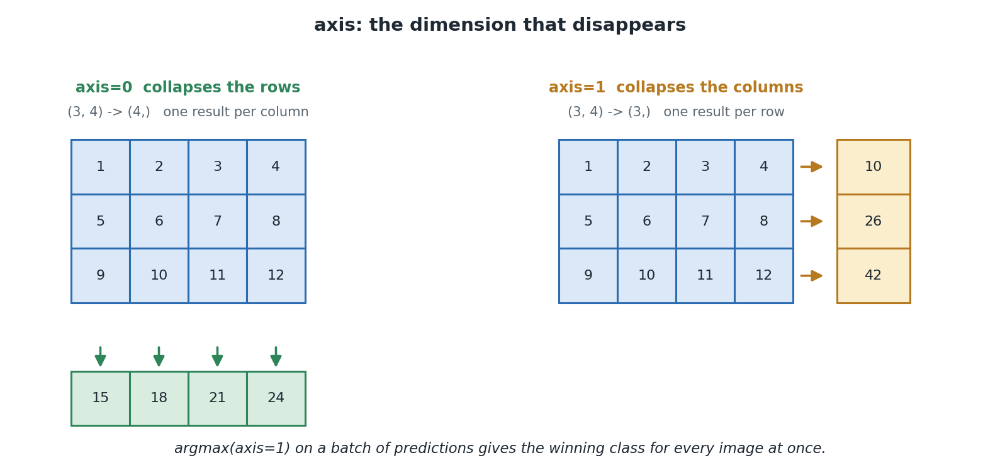 axis: the dimension that disappears
axis=0  collapses the rows
(3, 4) -> (4,)   one result per column
1 2 3 4
5 6 7 8
9 10 11 12
15 18 21 24
axis=1  collapses the columns
(3, 4) -> (3,)   one result per row
1 2 3 4 10
5 6 7 8 26
9 10 11 12 42
argmax(axis=1) on a batch of predictions gives the winning class for every image at once.